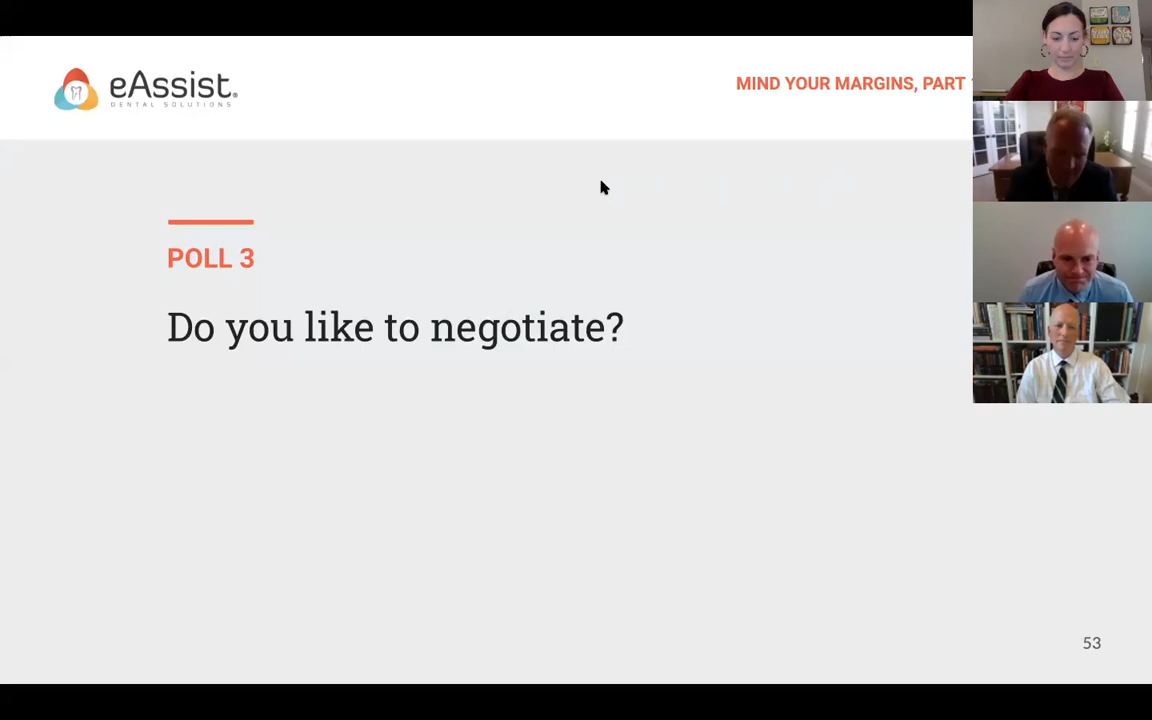 eAssist.
DENTAL SOLUTIONS
MIND YOUR MARGINS, PART
POLL 3
Do you like to negotiate?
53